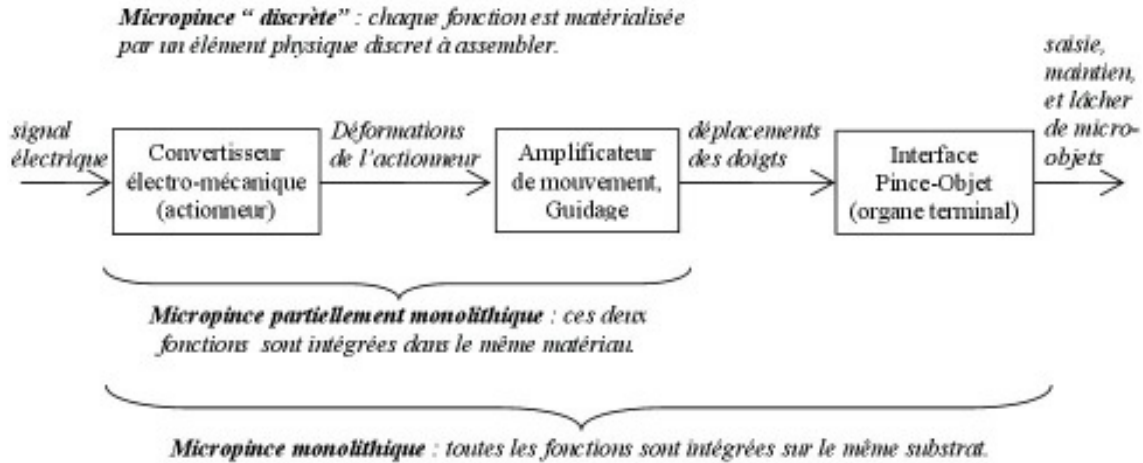 Micropince “ discrète” : chaque fonction est matérialisée
par un élément physique discret à assembler.
saisie,
maintien,
et lâcher
de micro-
objets
signal
électrique
Convertisseur
électro-mécanique
(actionneur)
Déformations
de l’actionneur
Amplificateur
de mouvement,
Guidage
déplacements
des doigts
Interface
Pince-Objet
(organe terminal)
Micropince partiellement monolithique : ces deux
fonctions sont intégrées dans le même matériau.
Micropince monolithique : toutes les fonctions sont intégrées sur le même substrat.